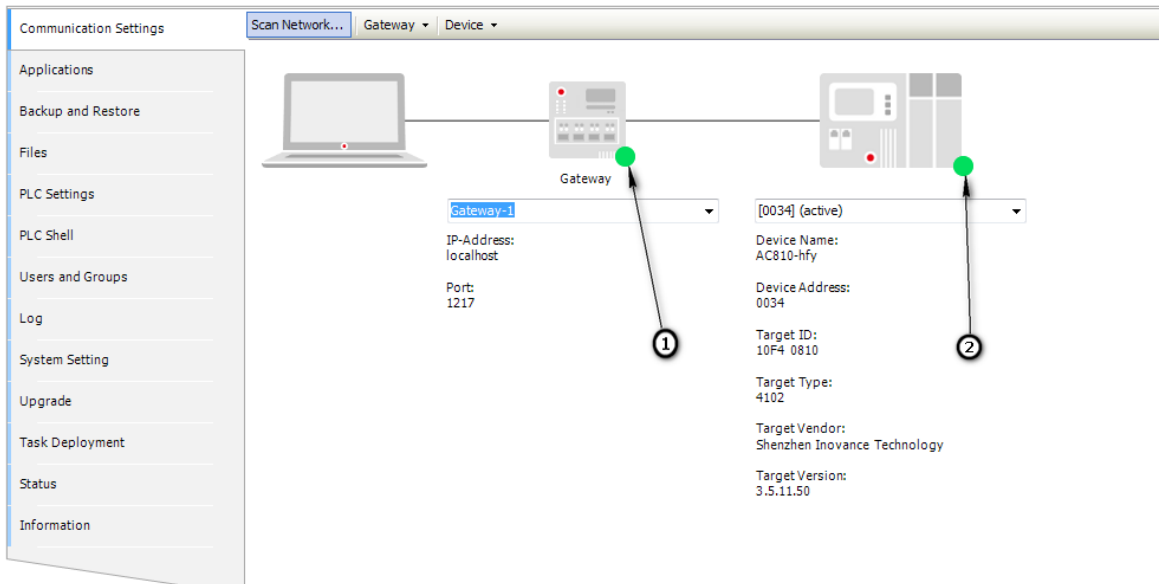 Communication Settings
Applications
Backup and Restore
Files
PLC Settings
PLC Shell
Users and Groups
Log
System Setting
Upgrade
Task Deployment
Status
Information
Scan Network... Gateway Device
Gateway
Gateway-1
IP-Address:
localhost
Port:
1217
1
[0034] (active)
Device Name:
AC810-hfy
Device Address:
0034
Target ID:
10F4 0810
Target Type:
4102
Target Vendor:
Shenzhen Inovance Technology
Target Version:
3.5.11.50
2